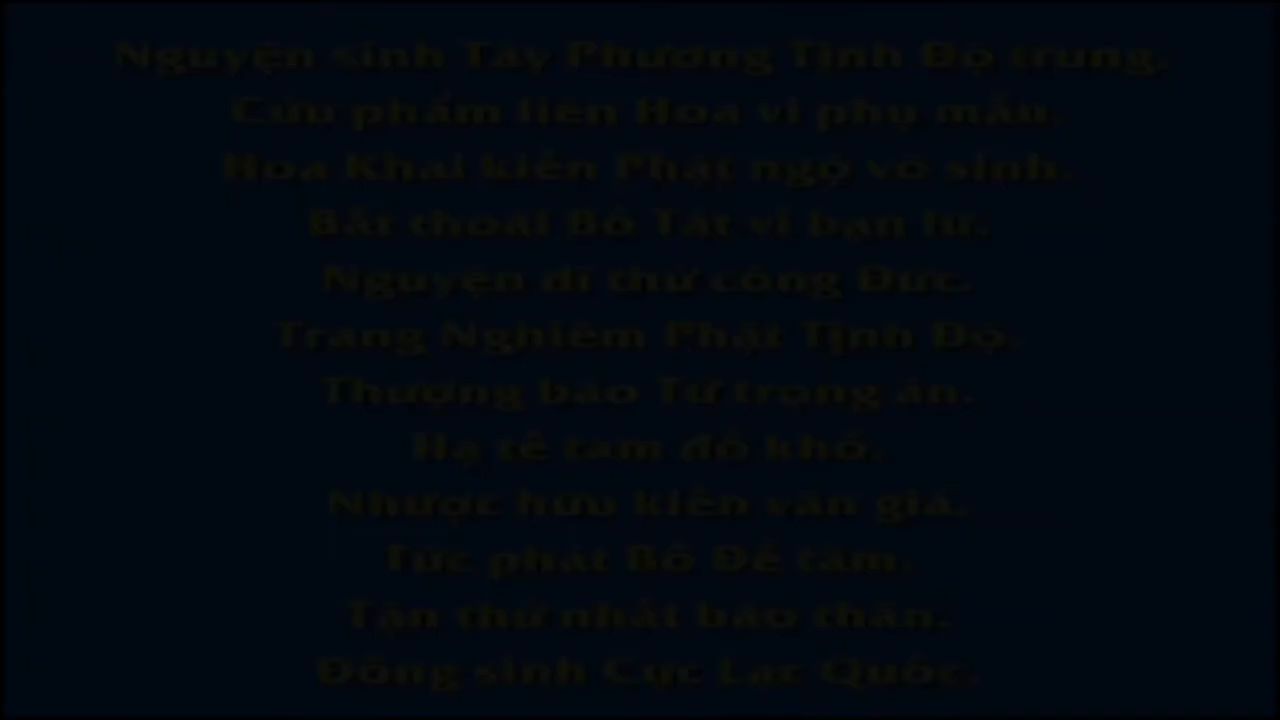 Nguyện sinh Tây Phương Tịnh Độ trung.
Cửu phẩm liên Hoa vi phụ mẫu.
Hoa Khai kiến Phật ngộ vô sinh.
Bất thoái Bồ Tát vi bạn lữ.
Nguyện dĩ thử công Đức.
Trang Nghiêm Phật Tịnh Độ.
Thượng báo Tứ trọng ân.
Hạ tế tam đồ khổ.
Nhược hữu kiến văn giả.
Tức phát Bồ Đề tâm.
Tận thử nhất báo thân.
Đồng sinh Cực Lạc Quốc.